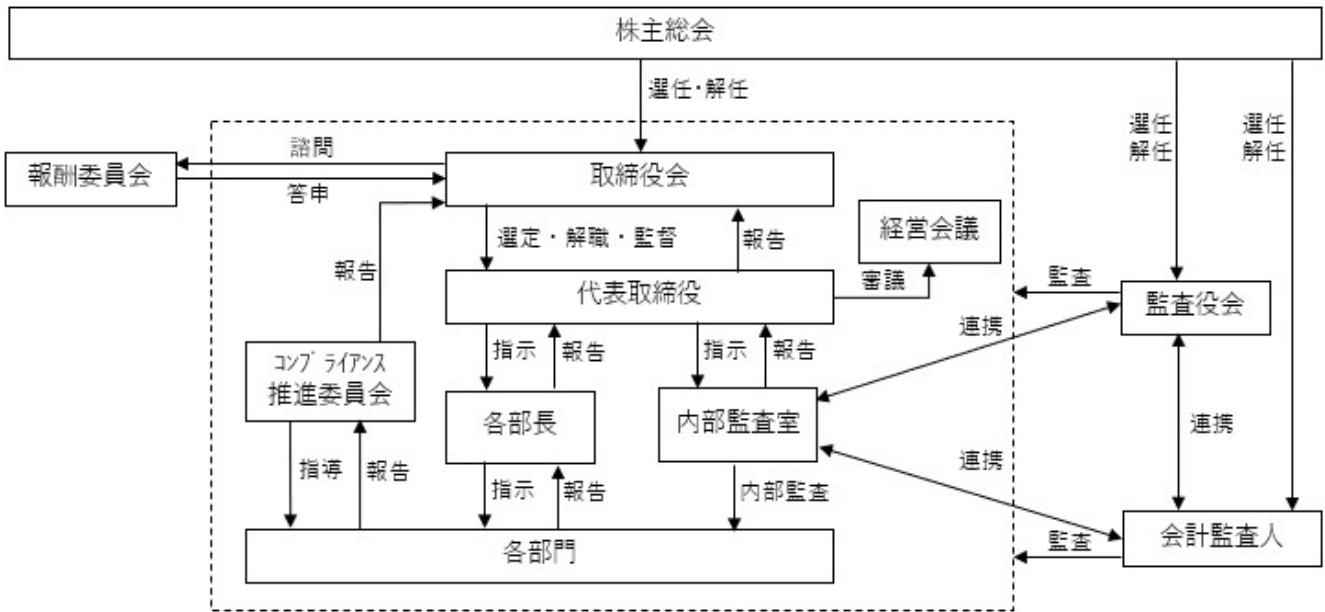 株主総会
選任・解任
選任
解任
選任
解任
諮問
報酬委員会
取締役会
答申
選定・解職・監督
報告
経営会議
報告
代表取締役
審議
監査
監査役会
連携
指示
報告
指示
報告
コンプライアンス
推進委員会
各部長
内部監査室
連携
指導
報告
指示
報告
内部監査
連携
各部門
監査
会計監査人